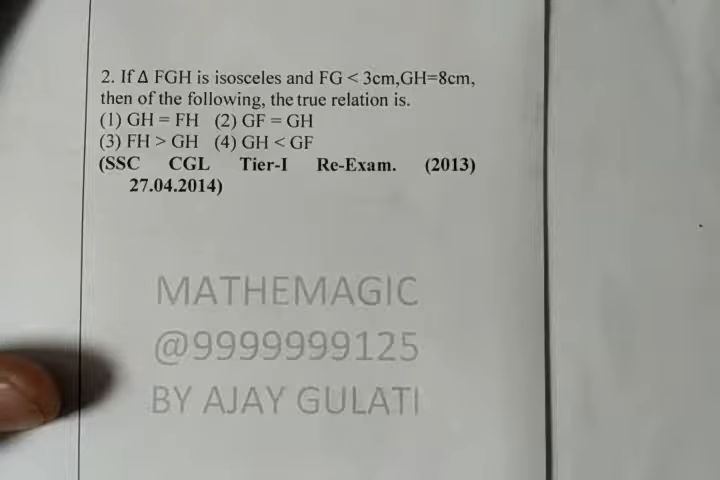 2. If Δ FGH is isosceles and FG < 3cm,GH=8cm,
then of the following, the true relation is.
(1) GH = FH (2) GF = GH
(3) FH > GH (4) GH < GF
(SSC CGL Tier-I Re-Exam. (2013)
27.04.2014)
MATHEMAGIC
@9999999125
BY AJAY GULATI